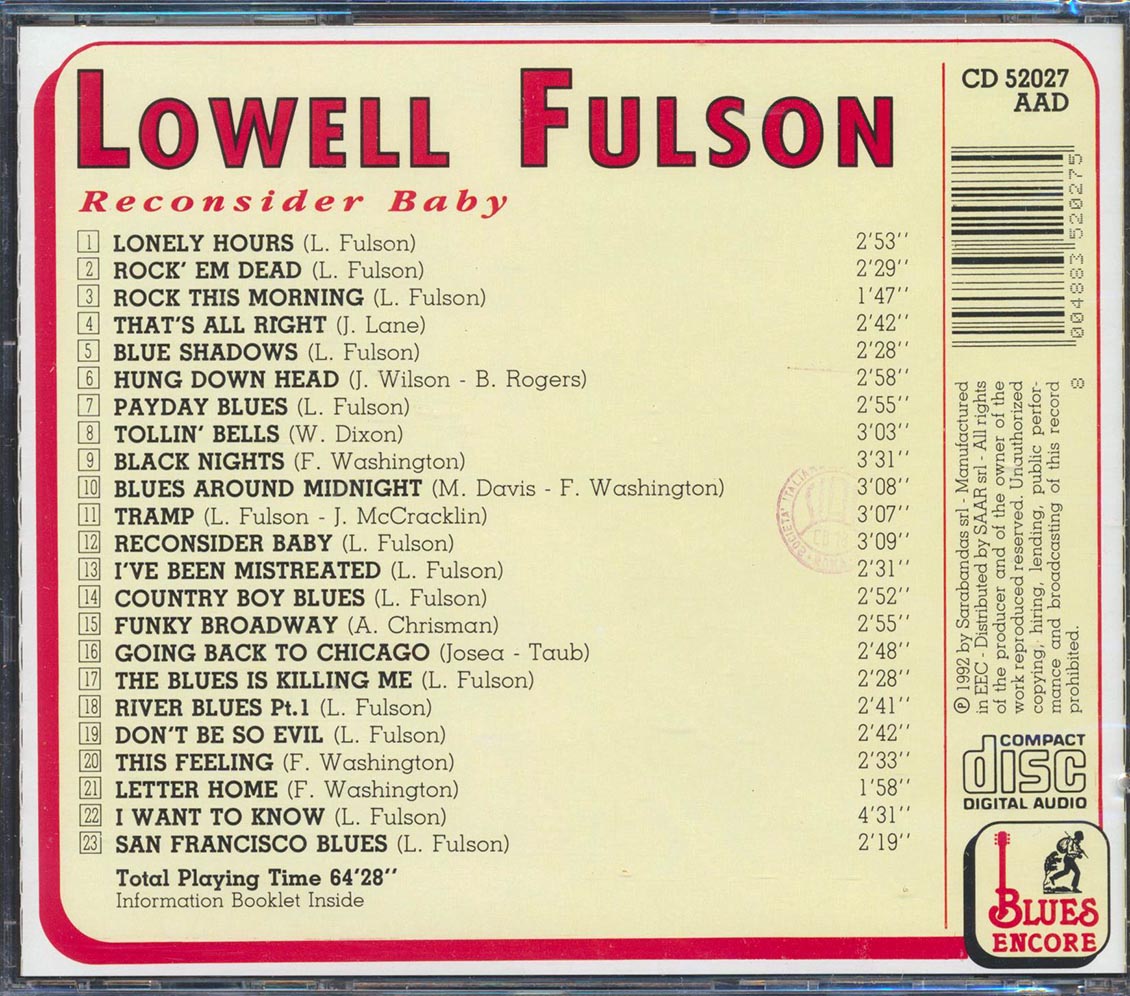 LOWELL FULSON
Reconsider Baby
1 LONELY HOURS (L. Fulson) 2'53''
2 ROCK' EM DEAD (L. Fulson) 2'29''
3 ROCK THIS MORNING (L. Fulson) 1'47''
4 THAT'S ALL RIGHT (J. Lane) 2'42''
5 BLUE SHADOWS (L. Fulson) 2'28''
6 HUNG DOWN HEAD (J. Wilson - B. Rogers) 2'58''
7 PAYDAY BLUES (L. Fulson) 2'55''
8 TOLLIN' BELLS (W. Dixon) 3'03''
9 BLACK NIGHTS (F. Washington) 3'31''
10 BLUES AROUND MIDNIGHT (M. Davis - F. Washington) 3'08''
11 TRAMP (L. Fulson - J. McCracklin) 3'07''
12 RECONSIDER BABY (L. Fulson) 3'09''
13 I'VE BEEN MISTREATED (L. Fulson) 2'31''
14 COUNTRY BOY BLUES (L. Fulson) 2'52''
15 FUNKY BROADWAY (A. Chrisman) 2'55''
16 GOING BACK TO CHICAGO (Josea - Taub) 2'48''
17 THE BLUES IS KILLING ME (L. Fulson) 2'28''
18 RIVER BLUES Pt.1 (L. Fulson) 2'41''
19 DON'T BE SO EVIL (L. Fulson) 2'42''
20 THIS FEELING (F. Washington) 2'33''
21 LETTER HOME (F. Washington) 1'58''
22 I WANT TO KNOW (L. Fulson) 4'31''
23 SAN FRANCISCO BLUES (L. Fulson) 2'19''
Total Playing Time 64'28''
Information Booklet Inside
CD 52027
AAD
8 004883 520275
℗ 1992 by Sarabandas srl - Manufactured
in EEC - Distributed by SAAR srl - All rights
of the producer and of the owner of the
work reproduced reserved. Unauthorized
copying, hiring, lending, public perfor-
mance and broadcasting of this record
prohibited.
COMPACT
disc
DIGITAL AUDIO
BLUES
ENCORE
SOCIETA' ITALIANA